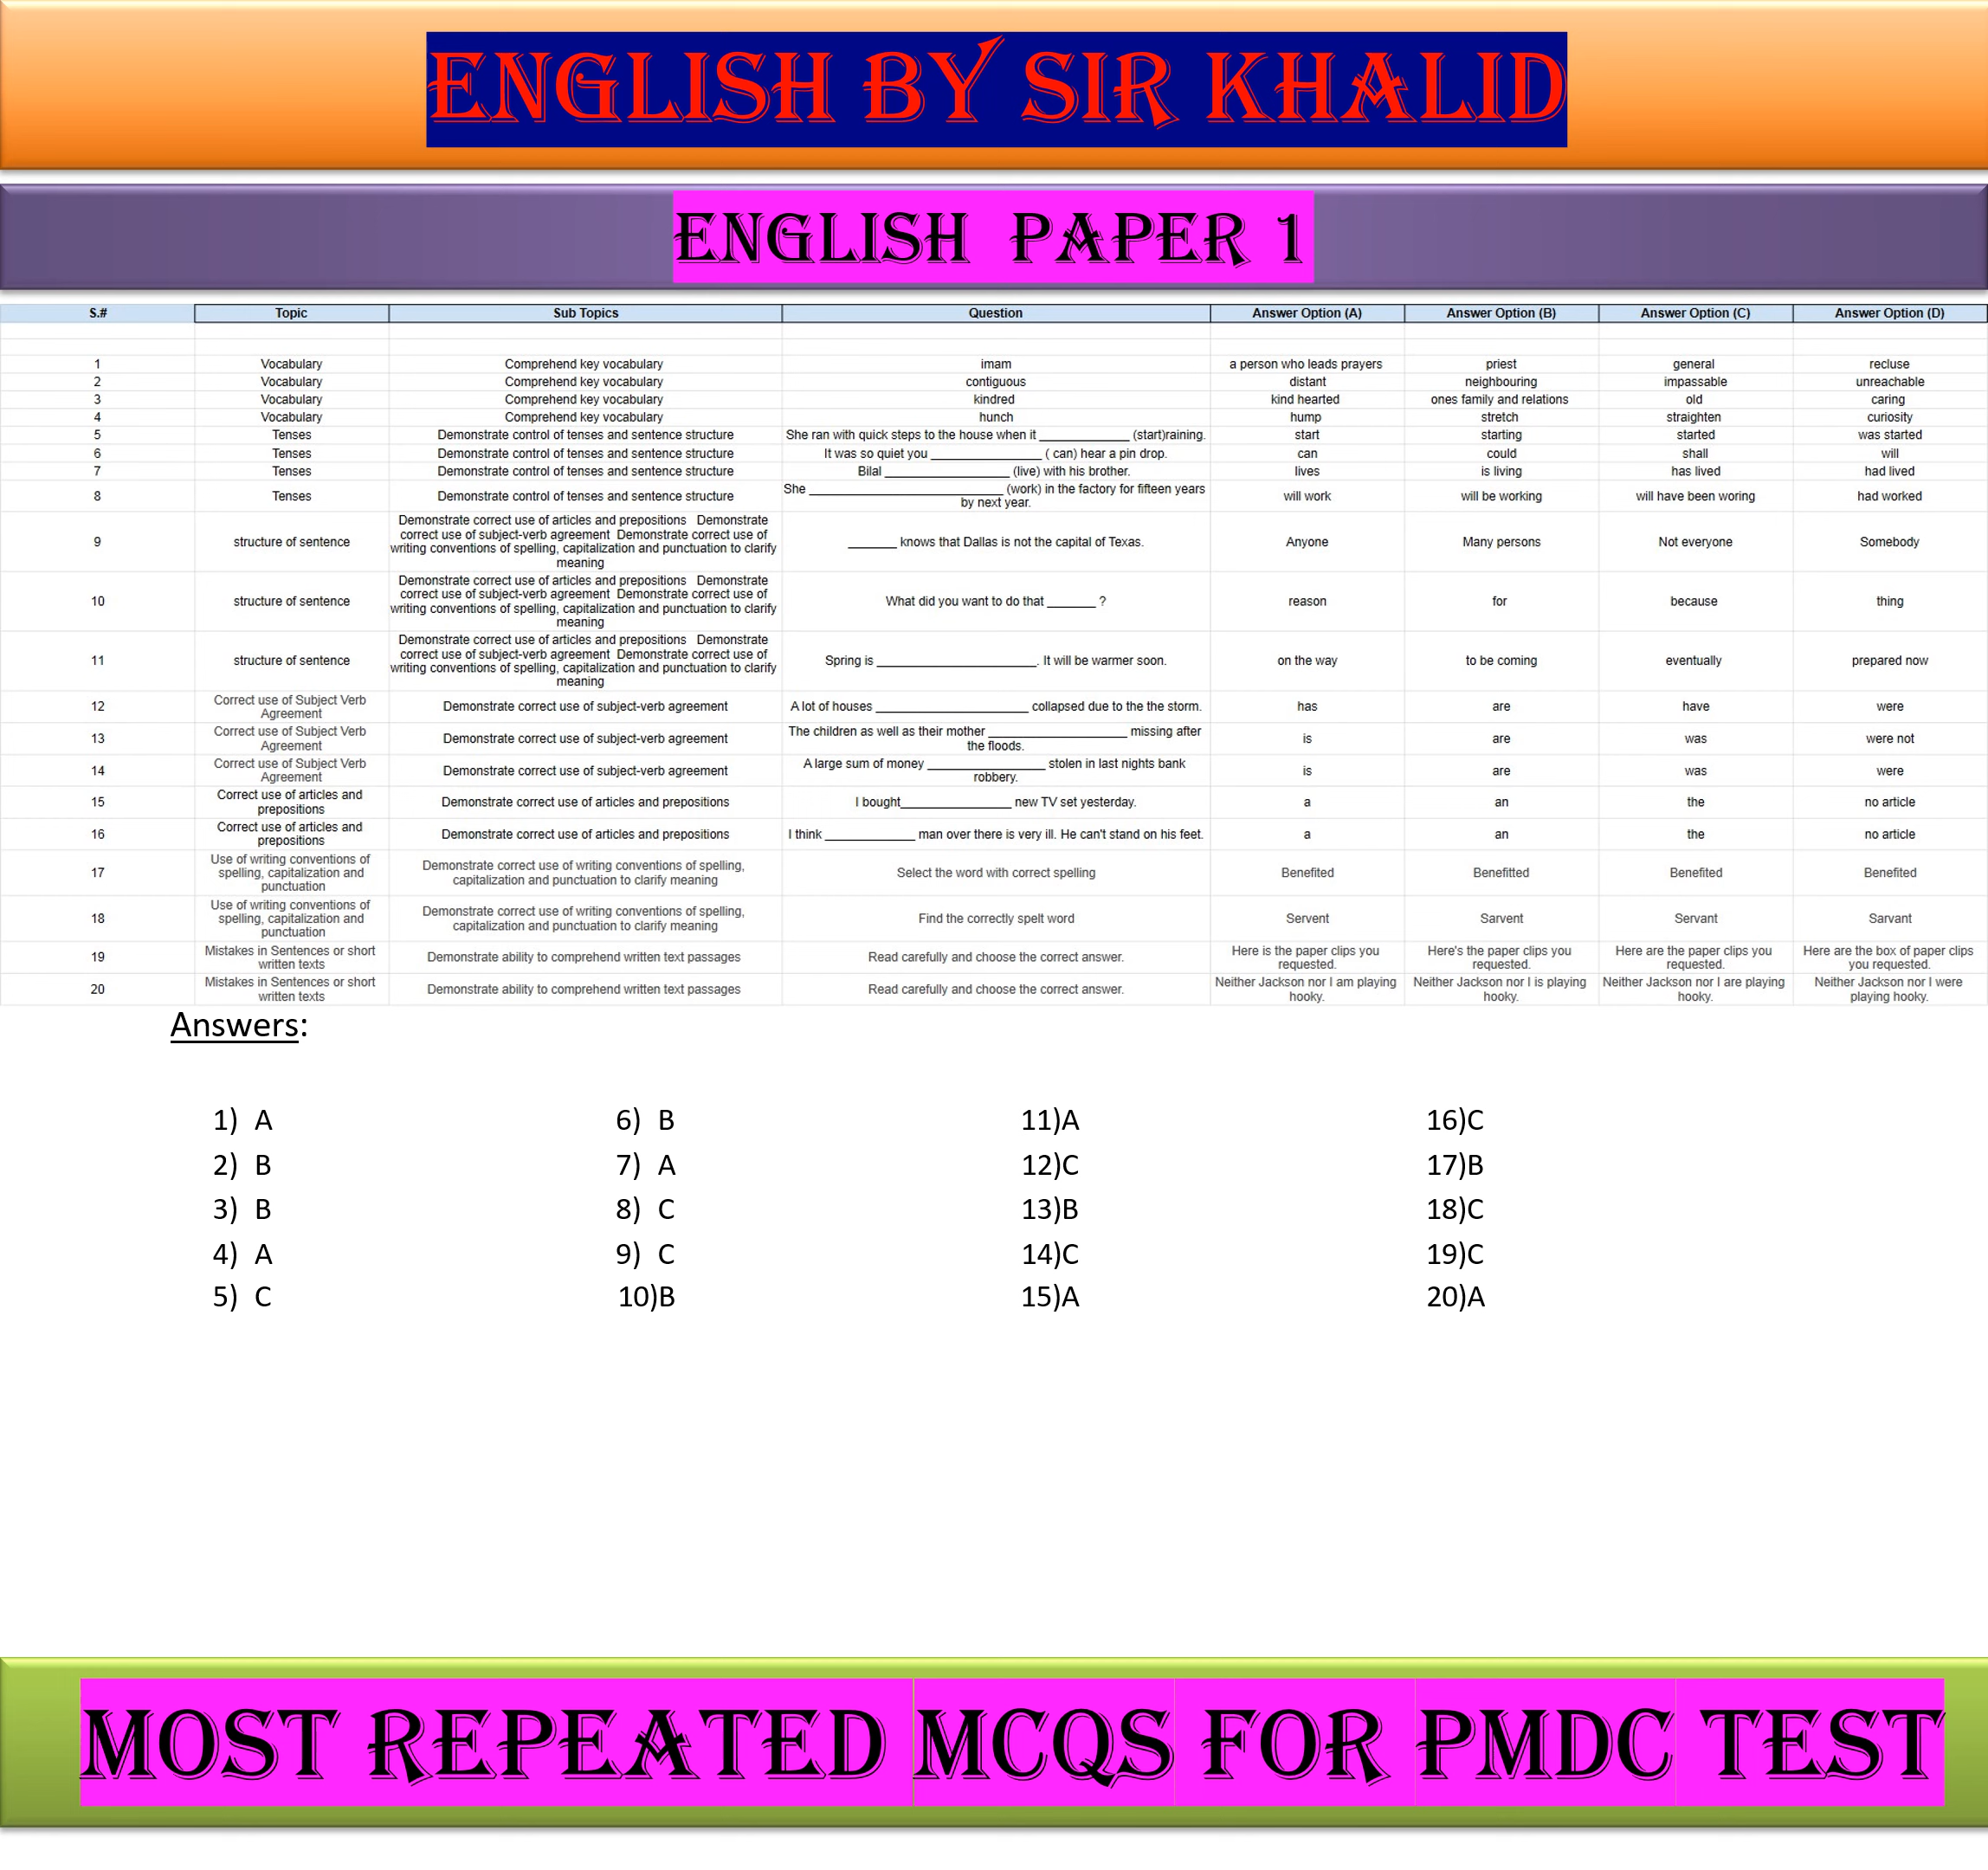 ENGLISH BY SIR KHALID
ENGLISH PAPER 1
S.# Topic Sub Topics Question Answer Option (A) Answer Option (B) Answer Option (C) Answer Option (D)
1 Vocabulary Comprehend key vocabulary imam a person who leads prayers priest general recluse
2 Vocabulary Comprehend key vocabulary contiguous distant neighbouring impassable unreachable
3 Vocabulary Comprehend key vocabulary kindred kind hearted ones family and relations old caring
4 Vocabulary Comprehend key vocabulary hunch hump stretch straighten curiosity
5 Tenses Demonstrate control of tenses and sentence structure She ran with quick steps to the house when it _____________ (start)raining. start starting started was started
6 Tenses Demonstrate control of tenses and sentence structure It was so quiet you ________________ ( can) hear a pin drop. can could shall will
7 Tenses Demonstrate control of tenses and sentence structure Bilal __________________ (live) with his brother. lives is living has lived had lived
8 Tenses Demonstrate control of tenses and sentence structure She ____________________________ (work) in the factory for fifteen years by next year. will work will be working will have been woring had worked
9 structure of sentence Demonstrate correct use of articles and prepositions Demonstrate correct use of subject-verb agreement Demonstrate correct use of writing conventions of spelling, capitalization and punctuation to clarify meaning _______ knows that Dallas is not the capital of Texas. Anyone Many persons Not everyone Somebody
10 structure of sentence Demonstrate correct use of articles and prepositions Demonstrate correct use of subject-verb agreement Demonstrate correct use of writing conventions of spelling, capitalization and punctuation to clarify meaning What did you want to do that _______ ? reason for because thing
11 structure of sentence Demonstrate correct use of articles and prepositions Demonstrate correct use of subject-verb agreement Demonstrate correct use of writing conventions of spelling, capitalization and punctuation to clarify meaning Spring is _______________________. It will be warmer soon. on the way to be coming eventually prepared now
12 Correct use of Subject Verb Agreement Demonstrate correct use of subject-verb agreement A lot of houses ______________________ collapsed due to the the storm. has are have were
13 Correct use of Subject Verb Agreement Demonstrate correct use of subject-verb agreement The children as well as their mother ____________________ missing after the floods. is are was were not
14 Correct use of Subject Verb Agreement Demonstrate correct use of subject-verb agreement A large sum of money _________________ stolen in last nights bank robbery. is are was were
15 Correct use of articles and prepositions Demonstrate correct use of articles and prepositions I bought________________ new TV set yesterday. a an the no article
16 Correct use of articles and prepositions Demonstrate correct use of articles and prepositions I think _____________ man over there is very ill. He can't stand on his feet. a an the no article
17 Use of writing conventions of spelling, capitalization and punctuation Demonstrate correct use of writing conventions of spelling, capitalization and punctuation to clarify meaning Select the word with correct spelling Benefited Benefitted Benefited Benefited
18 Use of writing conventions of spelling, capitalization and punctuation Demonstrate correct use of writing conventions of spelling, capitalization and punctuation to clarify meaning Find the correctly spelt word Servent Sarvent Servant Sarvant
19 Mistakes in Sentences or short written texts Demonstrate ability to comprehend written text passages Read carefully and choose the correct answer. Here is the paper clips you requested. Here's the paper clips you requested. Here are the paper clips you requested. Here are the box of paper clips you requested.
20 Mistakes in Sentences or short written texts Demonstrate ability to comprehend written text passages Read carefully and choose the correct answer. Neither Jackson nor I am playing hooky. Neither Jackson nor I is playing hooky. Neither Jackson nor I are playing hooky. Neither Jackson nor I were playing hooky.
Answers:
1) A 6) B 11)A 16)C
2) B 7) A 12)C 17)B
3) B 8) C 13)B 18)C
4) A 9) C 14)C 19)C
5) C 10)B 15)A 20)A
MOST REPEATED MCQS FOR PMDC TEST